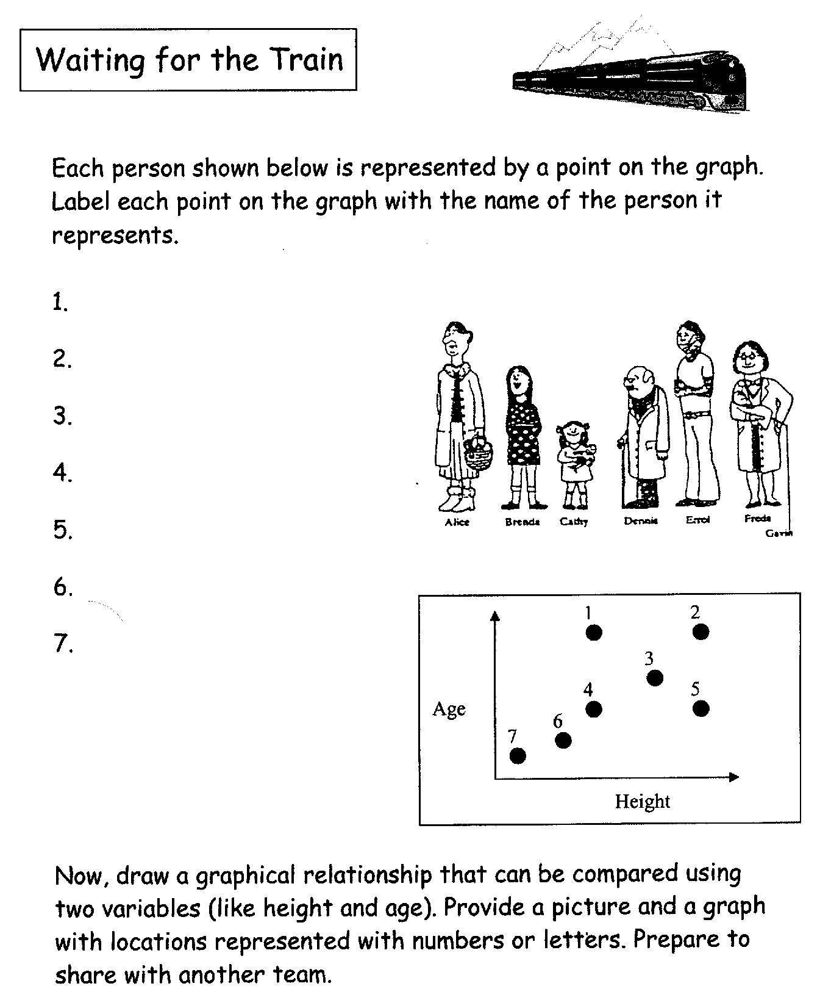 Waiting for the Train
Each person shown below is represented by a point on the graph.
Label each point on the graph with the name of the person it
represents.
1.
2.
3.
4.
5.
6.
7.
Alice Brenda Cathy Dennis Errol Freda
Gavin
1 2
3
4 5
Age
6
7
Height
Now, draw a graphical relationship that can be compared using
two variables (like height and age). Provide a picture and a graph
with locations represented with numbers or letters. Prepare to
share with another team.